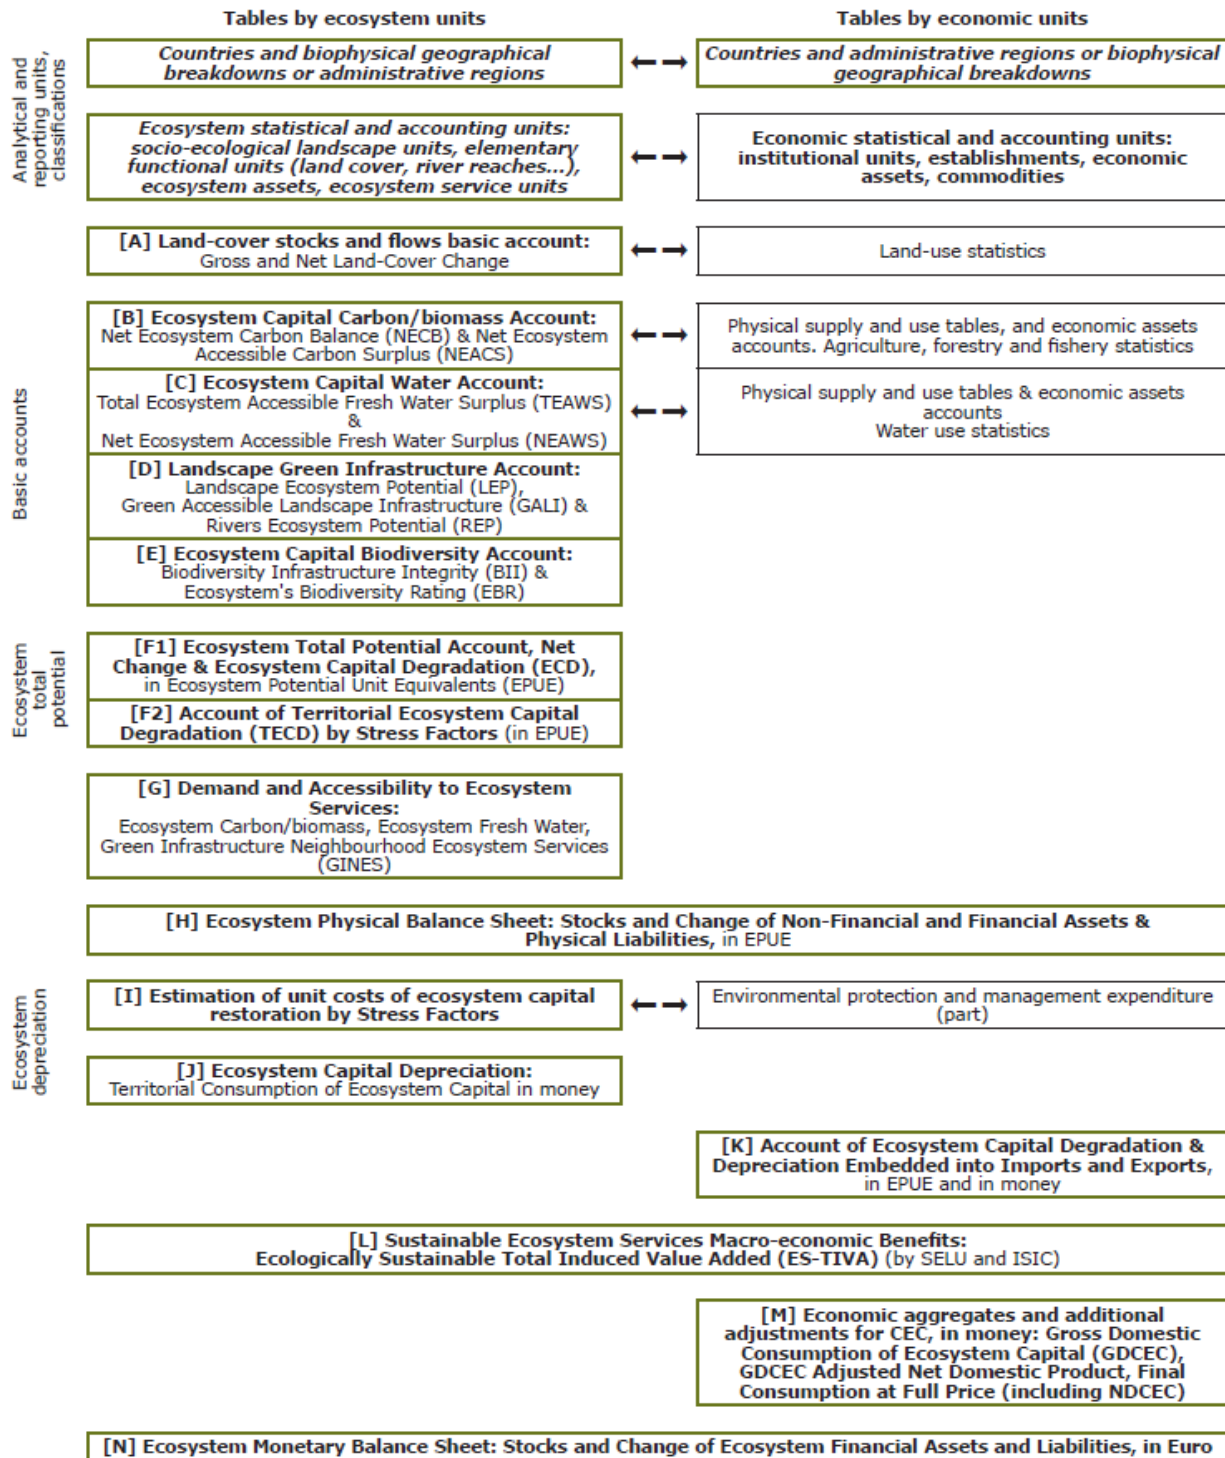 Tables by ecosystem units
Tables by economic units
Analytical and
reporting units,
classifications
Countries and biophysical geographical
breakdowns or administrative regions
Countries and administrative regions or biophysical
geographical breakdowns
Ecosystem statistical and accounting units:
socio-ecological landscape units, elementary
functional units (land cover, river reaches...),
ecosystem assets, ecosystem service units
Economic statistical and accounting units:
institutional units, establishments, economic
assets, commodities
[A] Land-cover stocks and flows basic account:
Gross and Net Land-Cover Change
Land-use statistics
Basic accounts
[B] Ecosystem Capital Carbon/biomass Account:
Net Ecosystem Carbon Balance (NECB) & Net Ecosystem
Accessible Carbon Surplus (NEACS)
Physical supply and use tables, and economic assets
accounts. Agriculture, forestry and fishery statistics
[C] Ecosystem Capital Water Account:
Total Ecosystem Accessible Fresh Water Surplus (TEAWS)
&
Net Ecosystem Accessible Fresh Water Surplus (NEAWS)
Physical supply and use tables & economic assets
accounts
Water use statistics
[D] Landscape Green Infrastructure Account:
Landscape Ecosystem Potential (LEP),
Green Accessible Landscape Infrastructure (GALI) &
Rivers Ecosystem Potential (REP)
[E] Ecosystem Capital Biodiversity Account:
Biodiversity Infrastructure Integrity (BII) &
Ecosystem's Biodiversity Rating (EBR)
Ecosystem
total
potential
[F1] Ecosystem Total Potential Account, Net
Change & Ecosystem Capital Degradation (ECD),
in Ecosystem Potential Unit Equivalents (EPUE)
[F2] Account of Territorial Ecosystem Capital
Degradation (TECD) by Stress Factors (in EPUE)
[G] Demand and Accessibility to Ecosystem
Services:
Ecosystem Carbon/biomass, Ecosystem Fresh Water,
Green Infrastructure Neighbourhood Ecosystem Services
(GINES)
[H] Ecosystem Physical Balance Sheet: Stocks and Change of Non-Financial and Financial Assets &
Physical Liabilities, in EPUE
Ecosystem
depreciation
[I] Estimation of unit costs of ecosystem capital
restoration by Stress Factors
Environmental protection and management expenditure
(part)
[J] Ecosystem Capital Depreciation:
Territorial Consumption of Ecosystem Capital in money
[K] Account of Ecosystem Capital Degradation &
Depreciation Embedded into Imports and Exports,
in EPUE and in money
[L] Sustainable Ecosystem Services Macro-economic Benefits:
Ecologically Sustainable Total Induced Value Added (ES-TIVA) (by SELU and ISIC)
[M] Economic aggregates and additional
adjustments for CEC, in money: Gross Domestic
Consumption of Ecosystem Capital (GDCEC),
GDCEC Adjusted Net Domestic Product, Final
Consumption at Full Price (including NDCEC)
[N] Ecosystem Monetary Balance Sheet: Stocks and Change of Ecosystem Financial Assets and Liabilities, in Euro